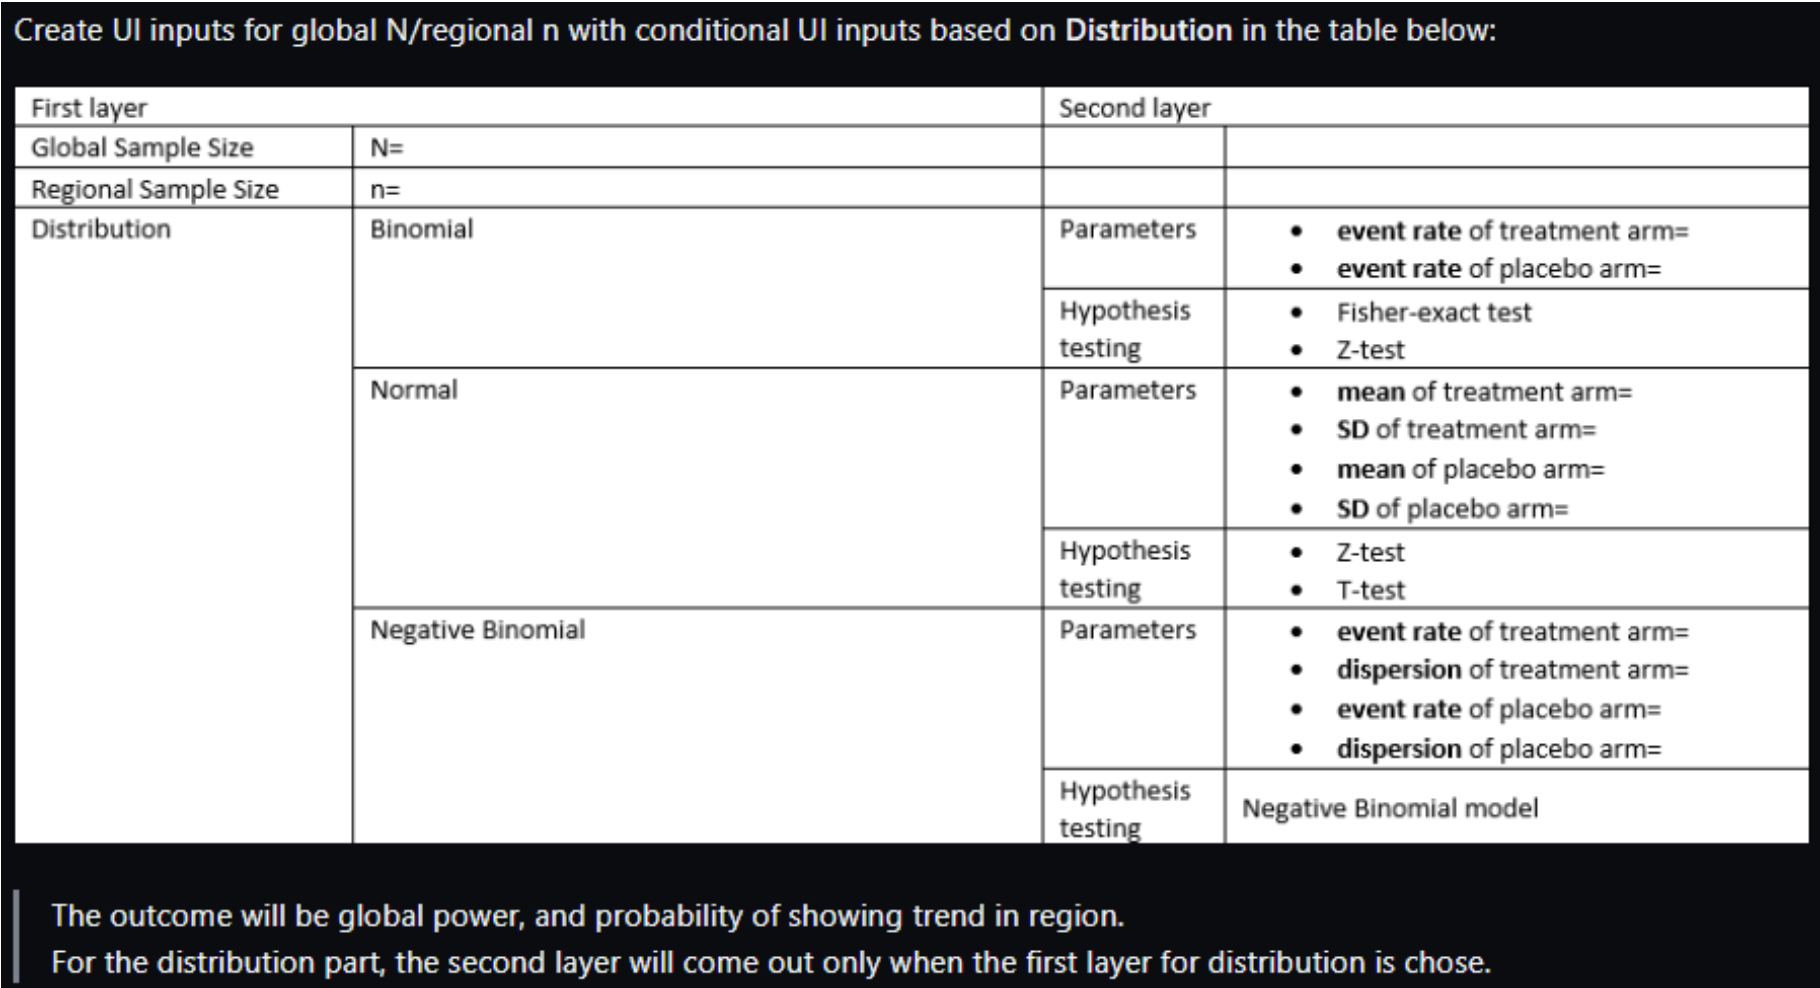 Create UI inputs for global N/regional n with conditional UI inputs based on Distribution in the table below:
First layer
Second layer
Global Sample Size
N=
Regional Sample Size
n=
Distribution
Binomial
Parameters
• event rate of treatment arm=
• event rate of placebo arm=
Hypothesis
testing
• Fisher-exact test
• Z-test
Normal
Parameters
• mean of treatment arm=
• SD of treatment arm=
• mean of placebo arm=
• SD of placebo arm=
Hypothesis
testing
• Z-test
• T-test
Negative Binomial
Parameters
• event rate of treatment arm=
• dispersion of treatment arm=
• event rate of placebo arm=
• dispersion of placebo arm=
Hypothesis
testing
Negative Binomial model
The outcome will be global power, and probability of showing trend in region.
For the distribution part, the second layer will come out only when the first layer for distribution is chose.